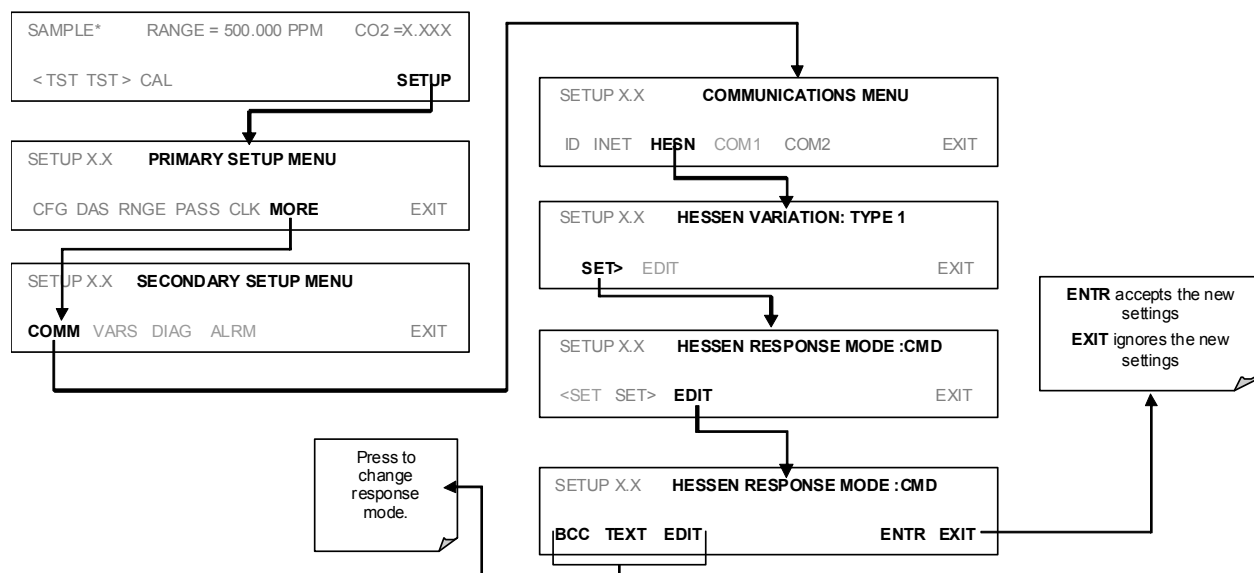 SAMPLE* RANGE = 500.000 PPM CO2 =X.XXX
< TST TST > CAL SETUP
SETUP X.X PRIMARY SETUP MENU
CFG DAS RNGE PASS CLK MORE EXIT
SETUP X.X SECONDARY SETUP MENU
COMM VARS DIAG ALRM EXIT
SETUP X.X COMMUNICATIONS MENU
ID INET HESN COM1 COM2 EXIT
SETUP X.X HESSEN VARIATION: TYPE 1
SET> EDIT EXIT
SETUP X.X HESSEN RESPONSE MODE :CMD
<SET SET> EDIT EXIT
SETUP X.X HESSEN RESPONSE MODE :CMD
BCC TEXT EDIT ENTR EXIT
ENTR accepts the new
settings
EXIT ignores the new
settings
Press to
change
response
mode.